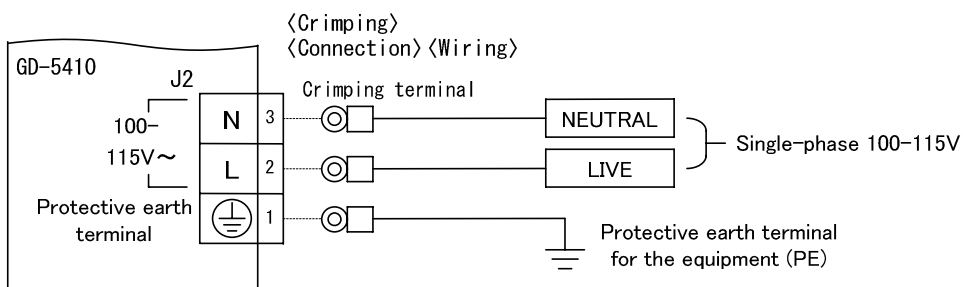 〈Crimping〉
〈Connection〉〈Wiring〉
GD-5410
J2
Crimping terminal
100-
115V~
N 3
NEUTRAL
L 2
LIVE
Single-phase 100-115V
Protective earth
terminal
1
Protective earth terminal
for the equipment (PE)